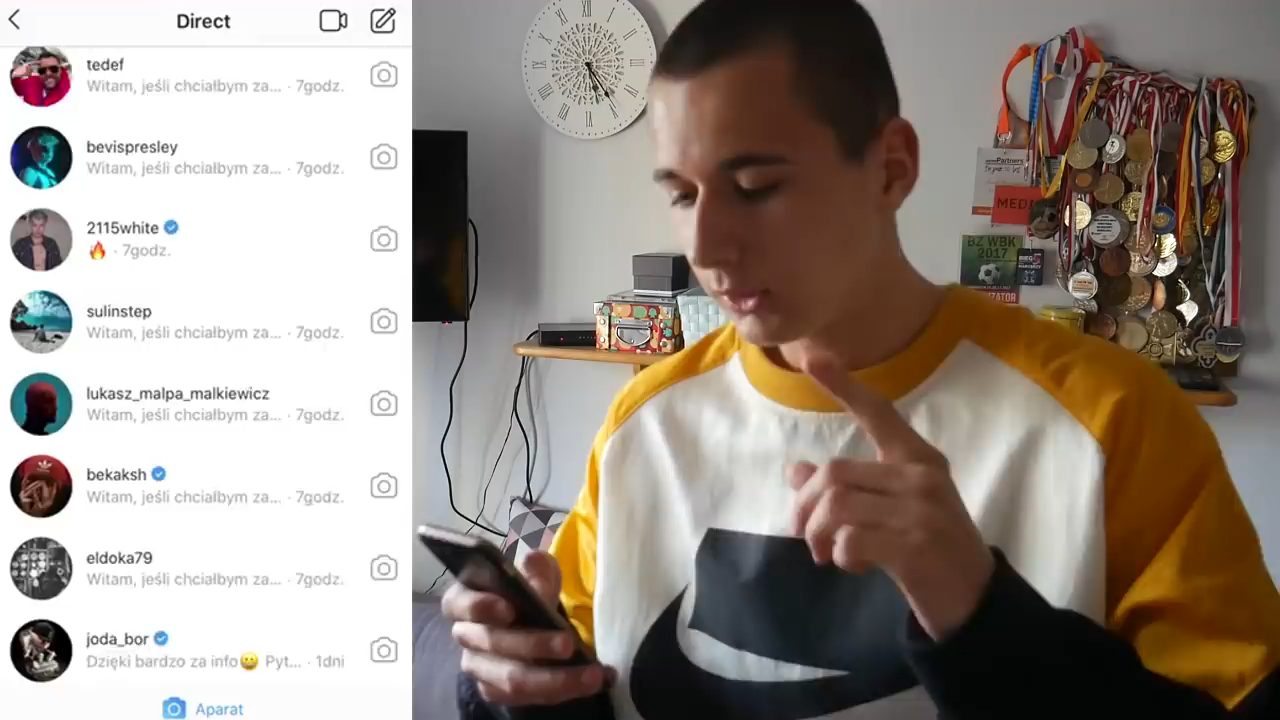 Direct
tedef
Witam, jeśli chciałbym za... · 7godz.
bevispresley
Witam, jeśli chciałbym za... · 7godz.
2115white
🔥 · 7godz.
sulinstep
Witam, jeśli chciałbym za... · 7godz.
lukasz_malpa_malkiewicz
Witam, jeśli chciałbym za... · 7godz.
bekaksh
Witam, jeśli chciałbym za... · 7godz.
eldoka79
Witam, jeśli chciałbym za... · 7godz.
joda_bor
Dzięki bardzo za info😀 Pyt... · 1dni
Aparat
Partners
MEDI
BZ WBK
2017